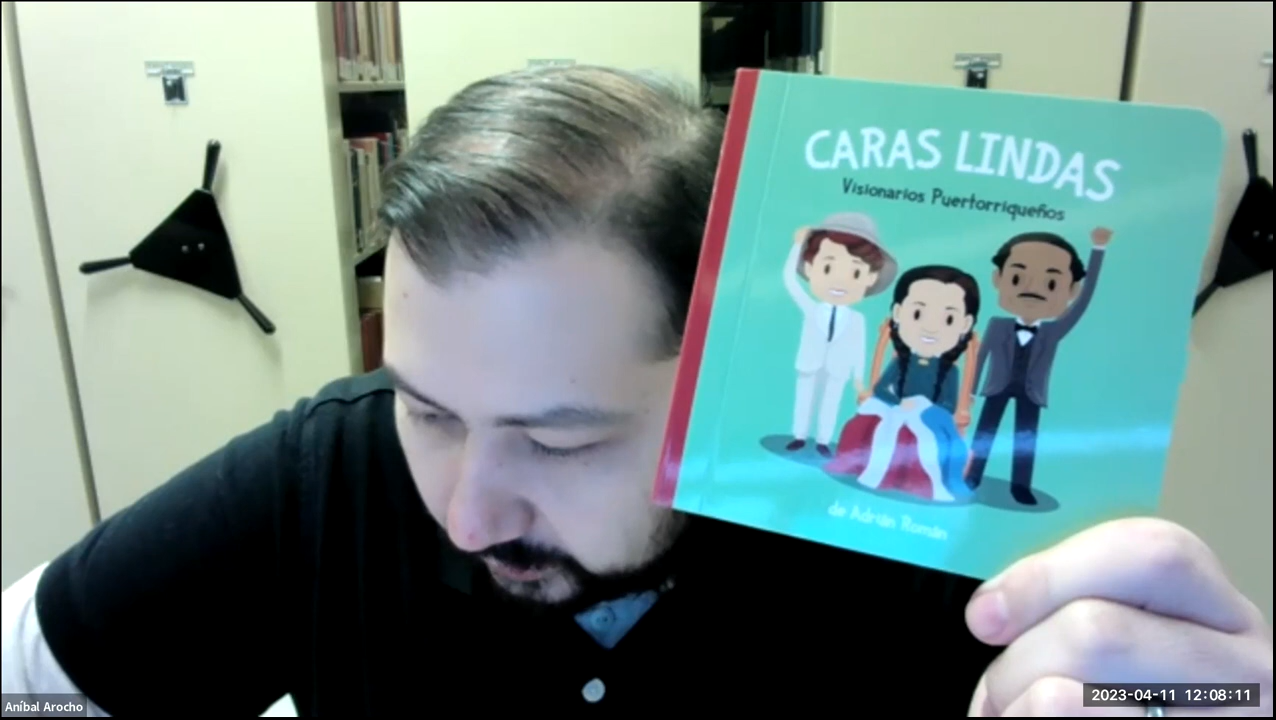 CARAS LINDAS
Visionarios Puertorriqueños
de Adrián Román
Aníbal Arocho
2023-04-11 12:08:11